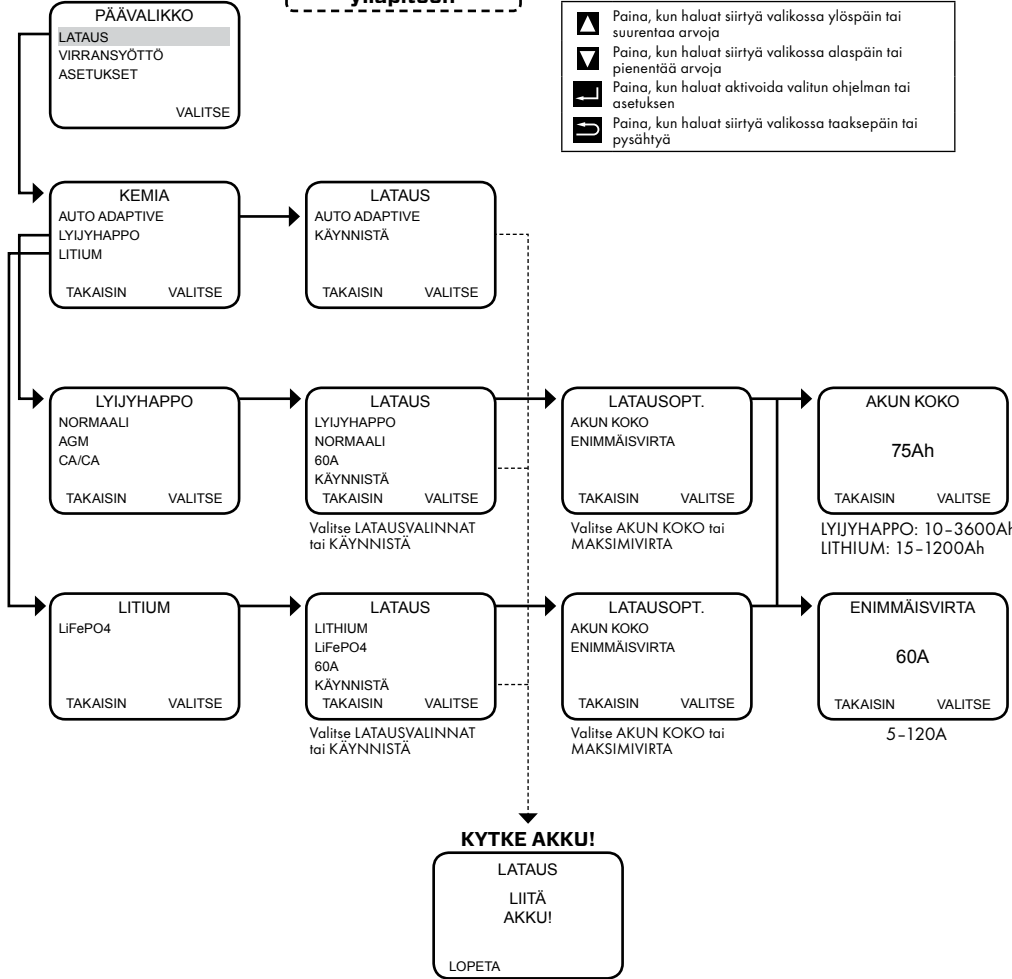 ylläpitoon
PÄÄVALIKKO
LATAUS
VIRRANSYÖTTÖ
ASETUKSET
VALITSE
Paina, kun haluat siirtyä valikossa ylöspäin tai
suurentaa arvoja
Paina, kun haluat siirtyä valikossa alaspäin tai
pienentää arvoja
Paina, kun haluat aktivoida valitun ohjelman tai
asetuksen
Paina, kun haluat siirtyä valikossa taaksepäin tai
pysähtyä
KEMIA
AUTO ADAPTIVE
LYIJYHAPPO
LITIUM
TAKAISIN VALITSE
LATAUS
AUTO ADAPTIVE
KÄYNNISTÄ
TAKAISIN VALITSE
LYIJYHAPPO
NORMAALI
AGM
CA/CA
TAKAISIN VALITSE
LATAUS
LYIJYHAPPO
NORMAALI
60A
KÄYNNISTÄ
TAKAISIN VALITSE
Valitse LATAUSVALINNAT
tai KÄYNNISTÄ
LATAUSOPT.
AKUN KOKO
ENIMMÄISVIRTA
TAKAISIN VALITSE
Valitse AKUN KOKO tai
MAKSIMIVIRTA
AKUN KOKO
75Ah
TAKAISIN VALITSE
LYIJYHAPPO: 10–3600Ah
LITHIUM: 15–1200Ah
LITIUM
LiFePO4
TAKAISIN VALITSE
LATAUS
LITHIUM
LiFePO4
60A
KÄYNNISTÄ
TAKAISIN VALITSE
Valitse LATAUSVALINNAT
tai KÄYNNISTÄ
LATAUSOPT.
AKUN KOKO
ENIMMÄISVIRTA
TAKAISIN VALITSE
Valitse AKUN KOKO tai
MAKSIMIVIRTA
ENIMMÄISVIRTA
60A
TAKAISIN VALITSE
5–120A
KYTKE AKKU!
LATAUS
LIITÄ
AKKU!
LOPETA